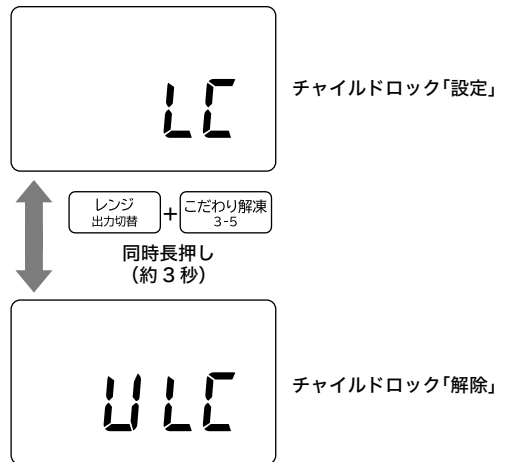 LC
チャイルドロック「設定」
レンジ
出力切替
+
こだわり解凍
3-5
同時長押し
（約3秒）
ULC
チャイルドロック「解除」